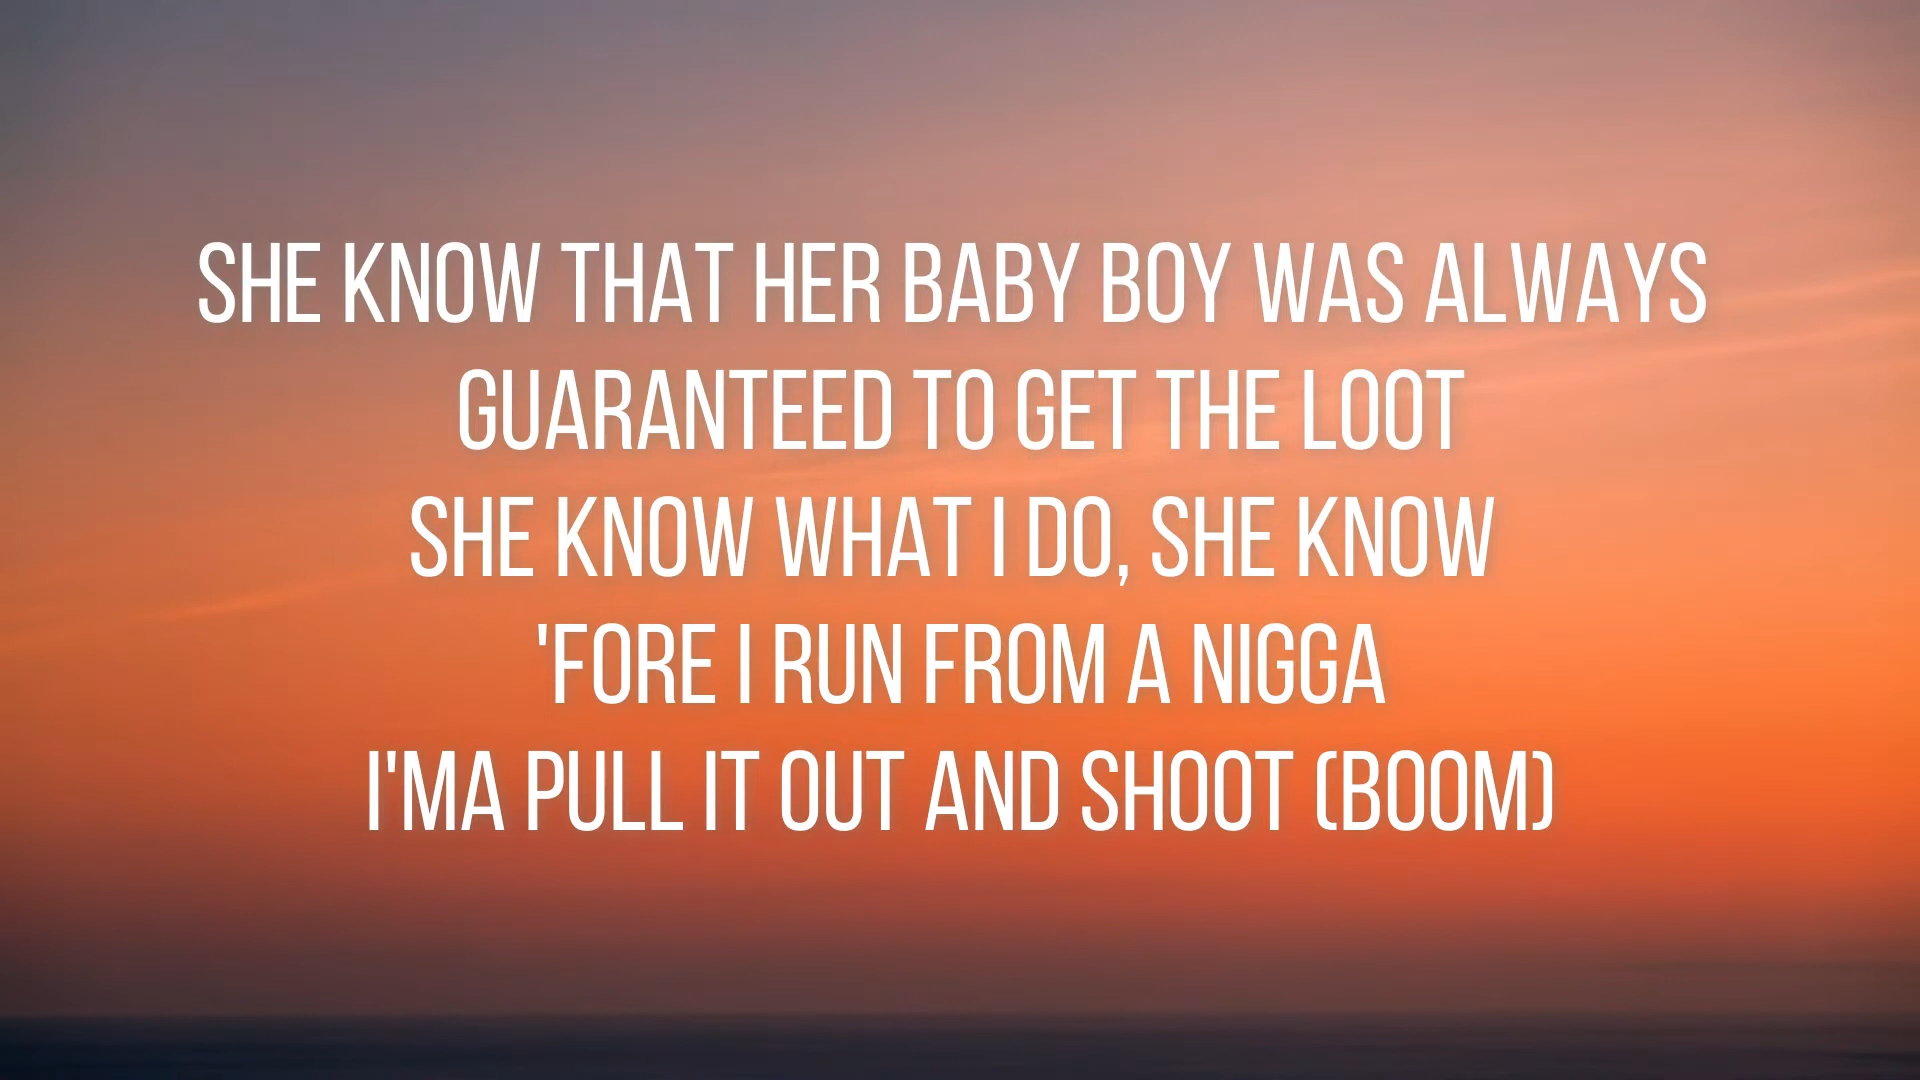 SHE KNOW THAT HER BABY BOY WAS ALWAYS
GUARANTEED TO GET THE LOOT
SHE KNOW WHAT I DO, SHE KNOW
'FORE I RUN FROM A NIGGA
I'MA PULL IT OUT AND SHOOT (BOOM)